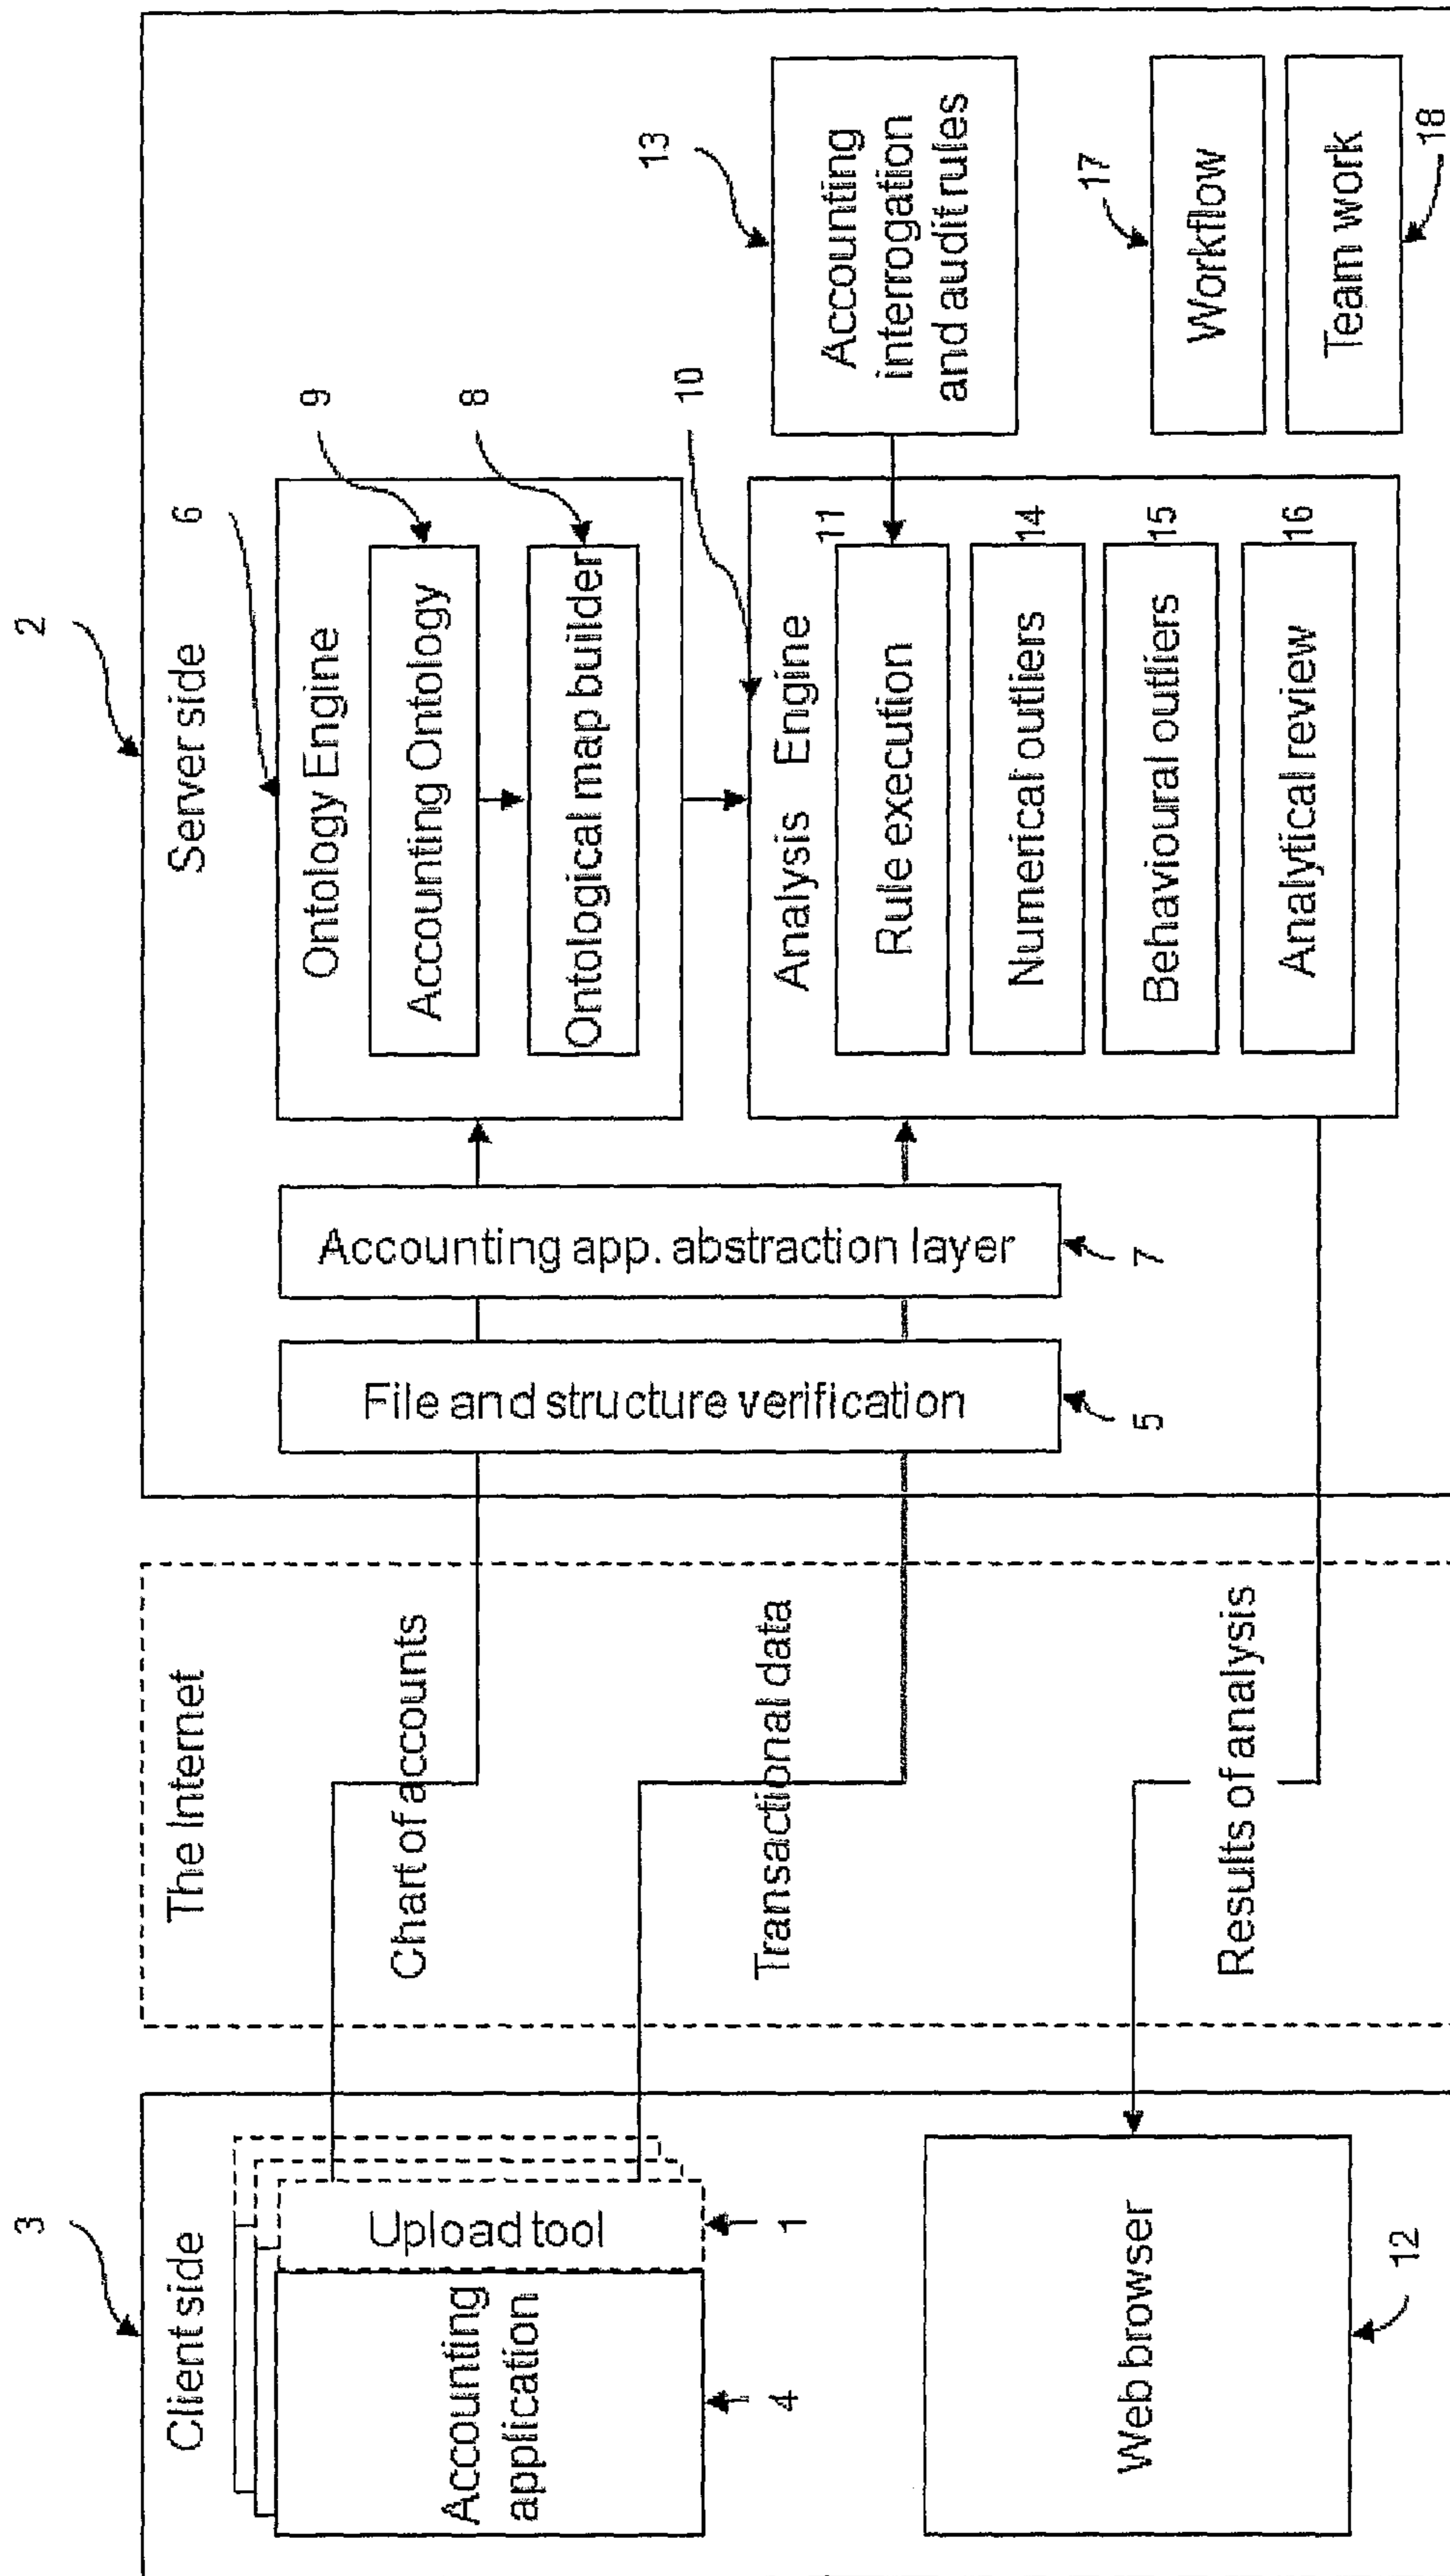 3
Client side
Accounting
application
Upload tool
4
1
Web browser
12
The Internet
Chart of accounts
Transactional data
Results of analysis
2
Server side
File and structure verification
5
Accounting app. abstraction layer
7
6
Ontology Engine
Accounting Ontology
9
Ontological map builder
8
10
Analysis Engine
Rule execution
11
Numerical outliers
14
Behavioural outliers
15
Analytical review
16
13
Accounting
interrogation
and audit rules
17
Workflow
Team work
18